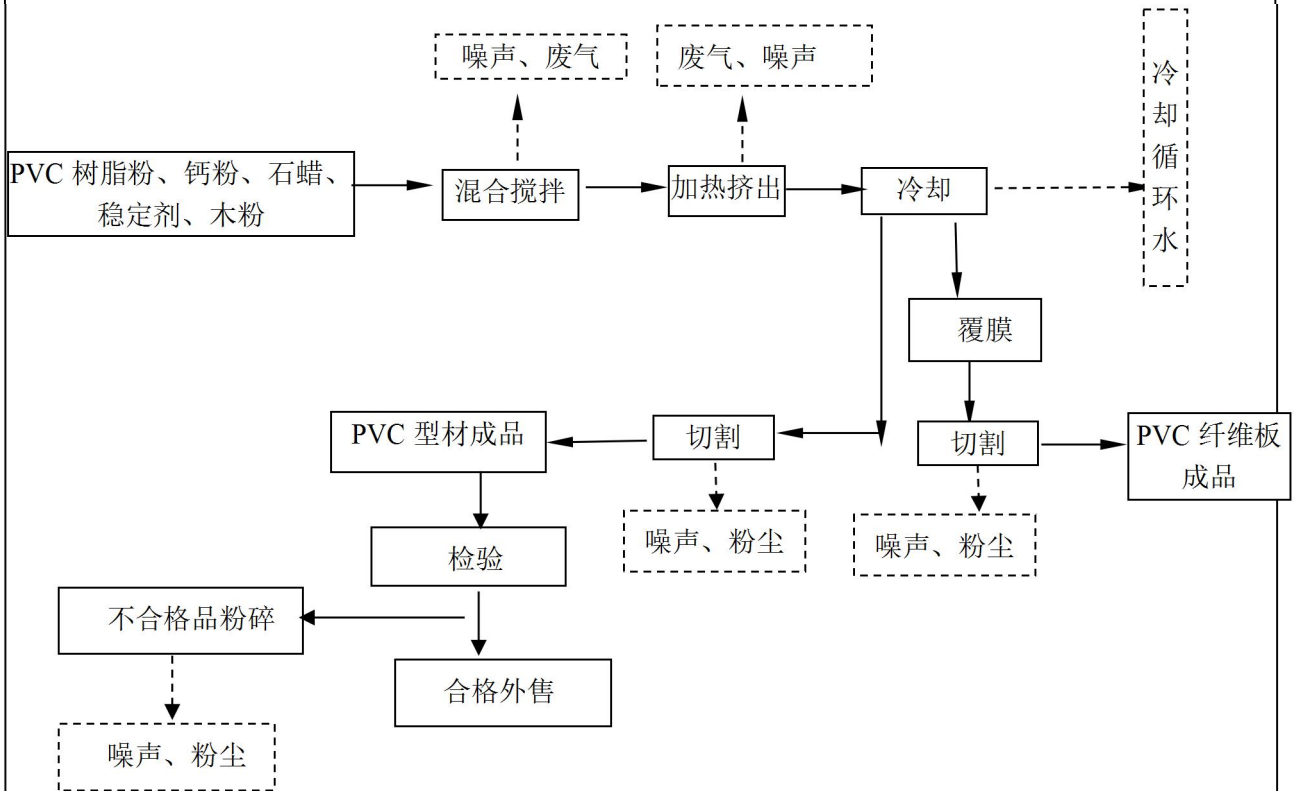 噪声、废气
废气、噪声
冷却循环水
PVC 树脂粉、钙粉、石蜡、
稳定剂、木粉
混合搅拌
加热挤出
冷却
覆膜
PVC 型材成品
切割
切割
PVC 纤维板
成品
噪声、粉尘
噪声、粉尘
检验
不合格品粉碎
合格外售
噪声、粉尘